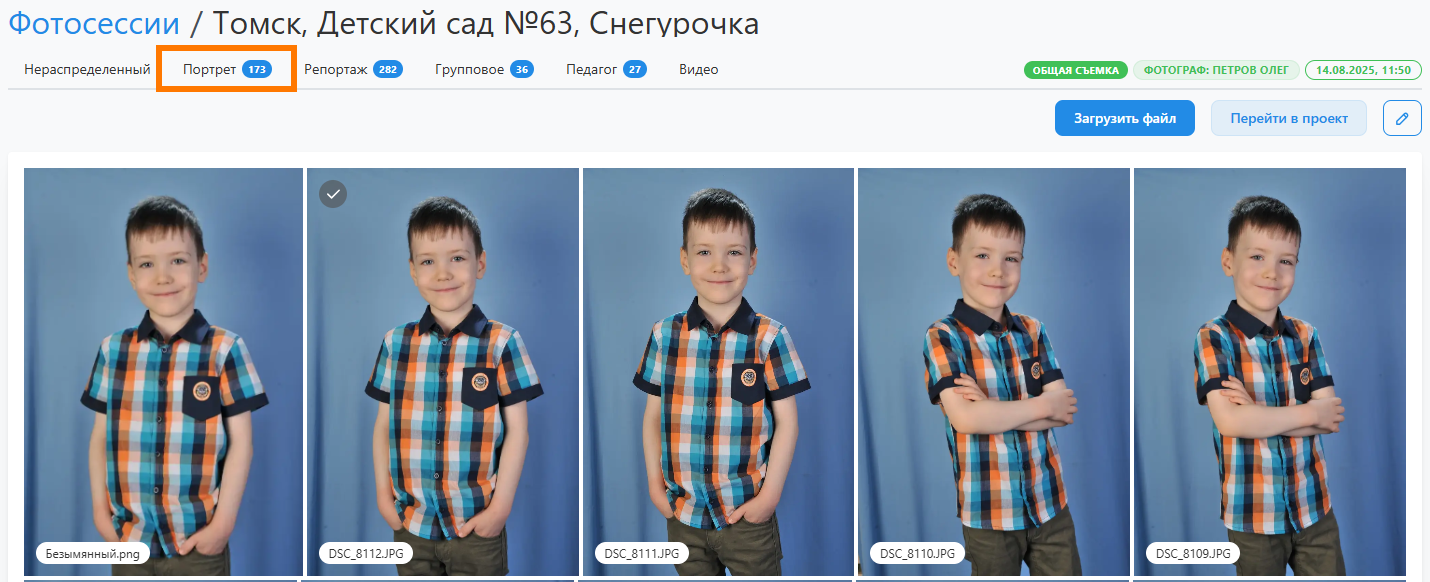 Фотосессии / Томск, Детский сад №63, Снегурочка
Нераспределенный Портрет 173 Репортаж 282 Групповое 36 Педагог 27 Видео ОБЩАЯ СЪЕМКА ФОТОГРАФ: ПЕТРОВ ОЛЕГ 14.08.2025, 11:50
Загрузить файл Перейти в проект
Безымянный.png DSC_8112.JPG DSC_8111.JPG DSC_8110.JPG DSC_8109.JPG